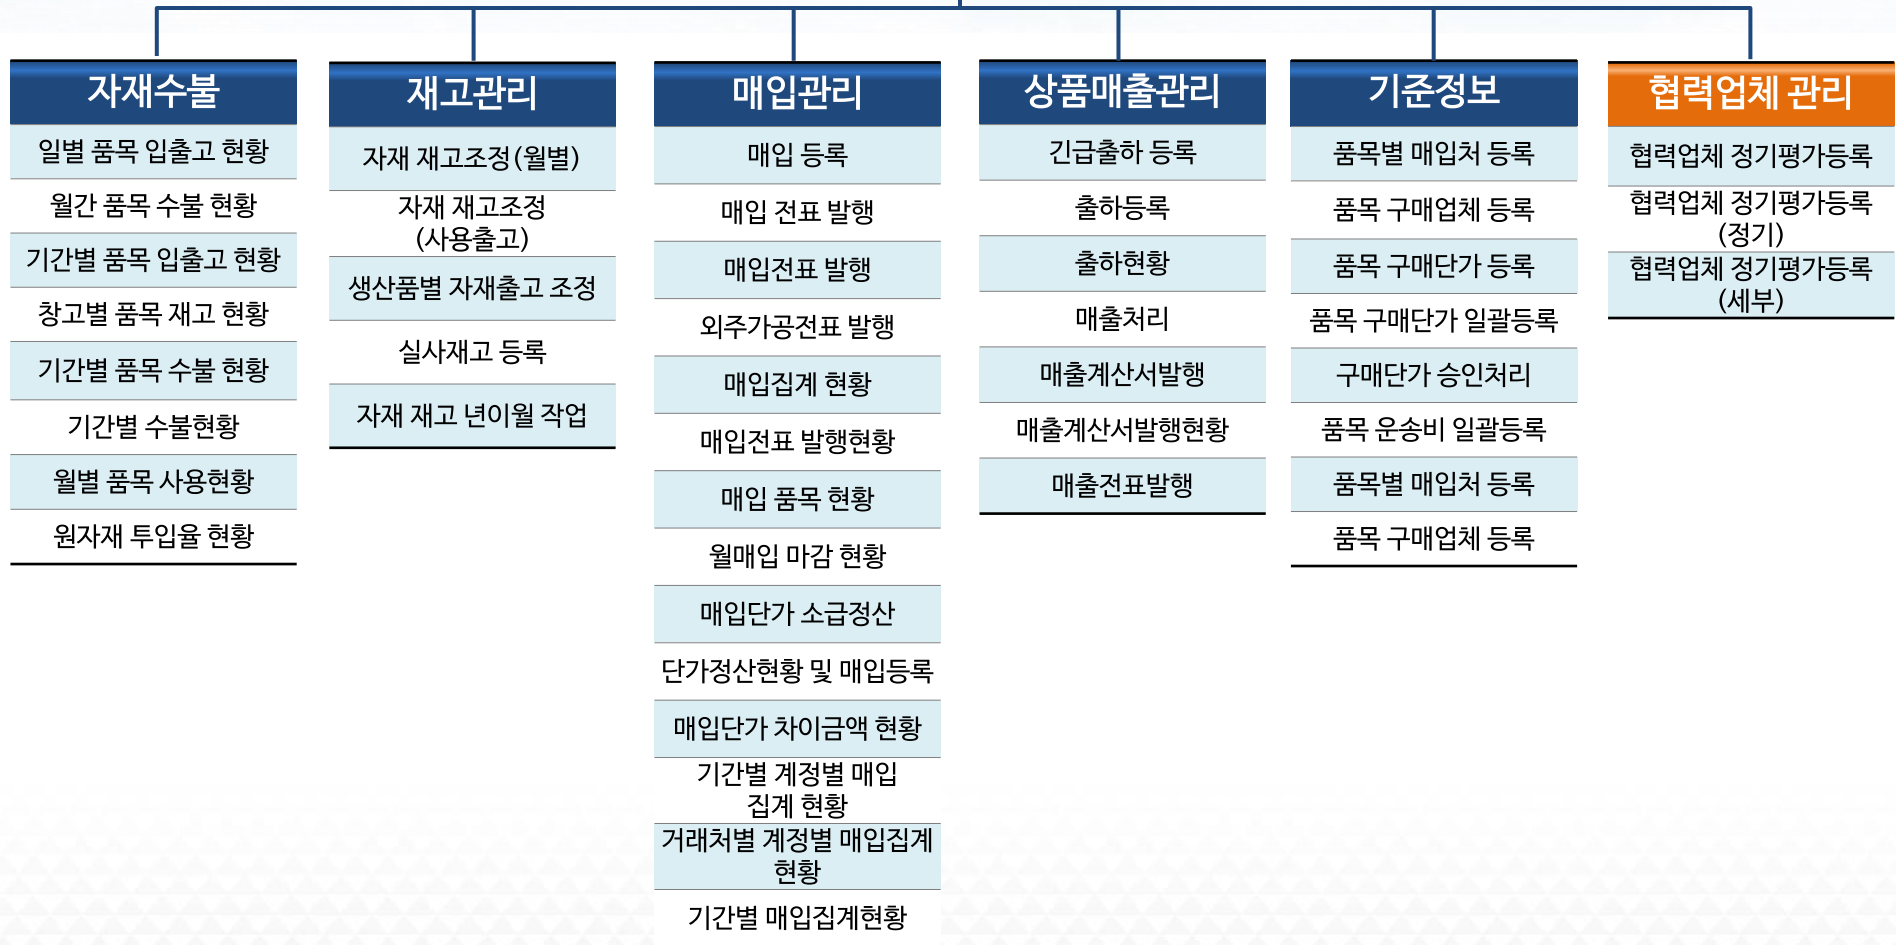 자재수불
일별 품목 입출고 현황
월간 품목 수불 현황
기간별 품목 입출고 현황
창고별 품목 재고 현황
기간별 품목 수불 현황
기간별 수불현황
월별 품목 사용현황
원자재 투입율 현황
재고관리
자재 재고조정(월별)
자재 재고조정
(사용출고)
생산품별 자재출고 조정
실사재고 등록
자재 재고 년이월 작업
매입관리
매입 등록
매입 전표 발행
매입전표 발행
외주가공전표 발행
매입집계 현황
매입전표 발행현황
매입 품목 현황
월매입 마감 현황
매입단가 소급정산
단가정산현황 및 매입등록
매입단가 차이금액 현황
기간별 계정별 매입
집계 현황
거래처별 계정별 매입집계
현황
기간별 매입집계현황
상품매출관리
긴급출하 등록
출하등록
출하현황
매출처리
매출계산서발행
매출계산서발행현황
매출전표발행
기준정보
품목별 매입처 등록
품목 구매업체 등록
품목 구매단가 등록
품목 구매단가 일괄등록
구매단가 승인처리
품목 운송비 일괄등록
품목별 매입처 등록
품목 구매업체 등록
협력업체 관리
협력업체 정기평가등록
협력업체 정기평가등록
(정기)
협력업체 정기평가등록
(세부)